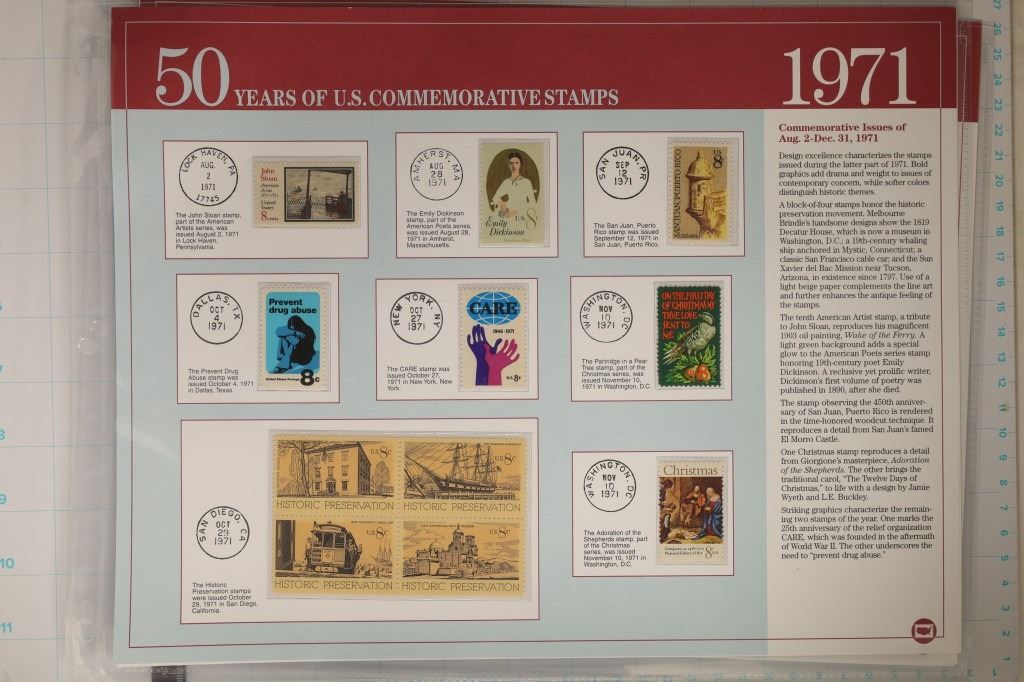 50 YEARS OF U.S. COMMEMORATIVE STAMPS
1971
LOCK HAVEN, PA
AUG.
2
1971
17745
John
Sloan
American
artist
1871-1951
United
States
8 cents
The John Sloan stamp,
part of the American
Artists series, was
issued August 2, 1971
in Lock Haven,
Pennsylvania.
AMHERST, MA
AUG
28
1971
Emily
Dickinson
U.S. 8c
The Emily Dickinson
stamp, part of the
American Poets series,
was issued August 28,
1971 in Amherst,
Massachusetts.
SAN JUAN, PR
SEP
12
1971
US
8c
SAN JUAN PUERTO RICO
The San Juan, Puerto
Rico stamp was issued
September 12, 1971 in
San Juan, Puerto Rico.
DALLAS, TX
OCT
4
1971
Prevent
drug abuse
United States Postage 8c
The Prevent Drug
Abuse stamp was
issued October 4, 1971
in Dallas, Texas.
NEW YORK, NY
OCT
27
1971
CARE
1946-1971
U.S. 8c
The CARE stamp was
issued October 27,
1971 in New York, New
York.
WASHINGTON, DC
NOV
10
1971
ON THE FIRST DAY
OF CHRISTMAS MY
TRUE LOVE
SENT TO
ME
The Partridge in a Pear
Tree stamp, part of the
Christmas series, was
issued November 10,
1971 in Washington, D.C.
SAN DIEGO, CA
OCT
29
1971
U.S. 8c
HISTORIC PRESERVATION
U.S. 8c
HISTORIC PRESERVATION
U.S. 8c
HISTORIC PRESERVATION
U.S. 8c
HISTORIC PRESERVATION
The Historic
Preservation stamps
were issued October
29, 1971 in San Diego,
California.
WASHINGTON, DC
NOV
10
1971
Christmas
8c
The Adoration of the
Shepherds stamp, part
of the Christmas
series, was issued
November 10, 1971 in
Washington, D.C.
Commemorative Issues of
Aug. 2-Dec. 31, 1971
Design excellence characterizes the stamps
issued during the latter part of 1971. Bold
graphics add drama and weight to issues of
contemporary concern, while softer colors
distinguish historic themes.
A block-of-four stamps honor the historic
preservation movement. Melbourne
Brindle's handsome designs show the 1819
Decatur House, which is now a museum in
Washington, D.C.; a 19th-century whaling
ship anchored in Mystic, Connecticut; a
classic San Francisco cable car; and the San
Xavier del Bac Mission near Tucson,
Arizona, in existence since 1797. Use of a
light beige paper complements the line art
and further enhances the antique feeling of
the stamps.
The tenth American Artist stamp, a tribute
to John Sloan, reproduces his magnificent
1903 oil painting, Wake of the Ferry. A
light green background adds a special
glow to the American Poets series stamp
honoring 19th-century poet Emily
Dickinson. A reclusive yet prolific writer,
Dickinson's first volume of poetry was
published in 1890, after she died.
The stamp observing the 450th anniver-
sary of San Juan, Puerto Rico is rendered
in the time-honored woodcut technique. It
reproduces a detail from San Juan's famed
El Morro Castle.
One Christmas stamp reproduces a detail
from Giorgione's masterpiece, Adoration
of the Shepherds. The other brings the
traditional carol, "The Twelve Days of
Christmas," to life with a design by Jamie
Wyeth and L.E. Buckley.
Striking graphics characterize the remain-
ing two stamps of the year. One marks the
25th anniversary of the relief organization
CARE, which was founded in the aftermath
of World War II. The other underscores the
need to "prevent drug abuse."